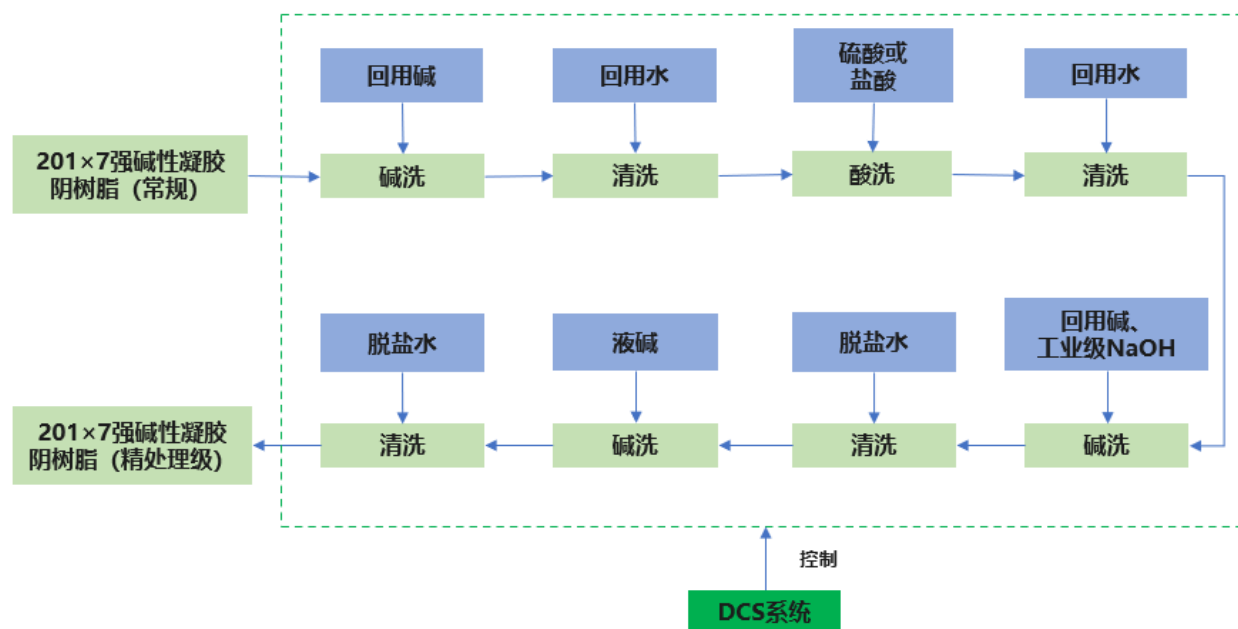 回用碱
回用水
硫酸或
盐酸
回用水
201×7强碱性凝胶
阴树脂（常规）
碱洗
清洗
酸洗
清洗
脱盐水
液碱
脱盐水
回用碱、
工业级NaOH
201×7强碱性凝胶
阴树脂（精处理级）
清洗
碱洗
清洗
碱洗
控制
DCS系统